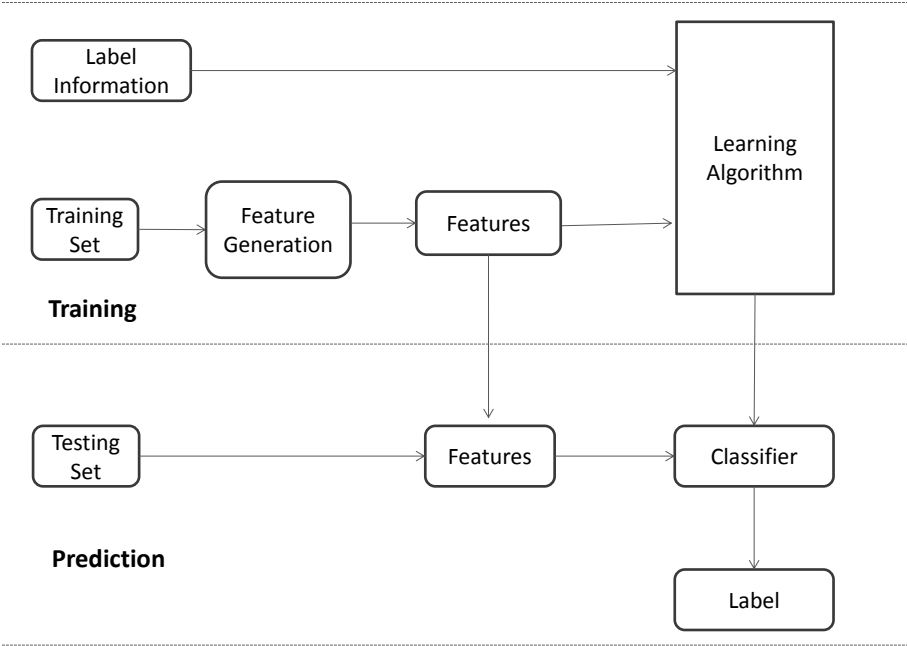 Label
Information
Learning
Algorithm
Training
Set
Feature
Generation
Features
Training
Testing
Set
Features
Classifier
Prediction
Label